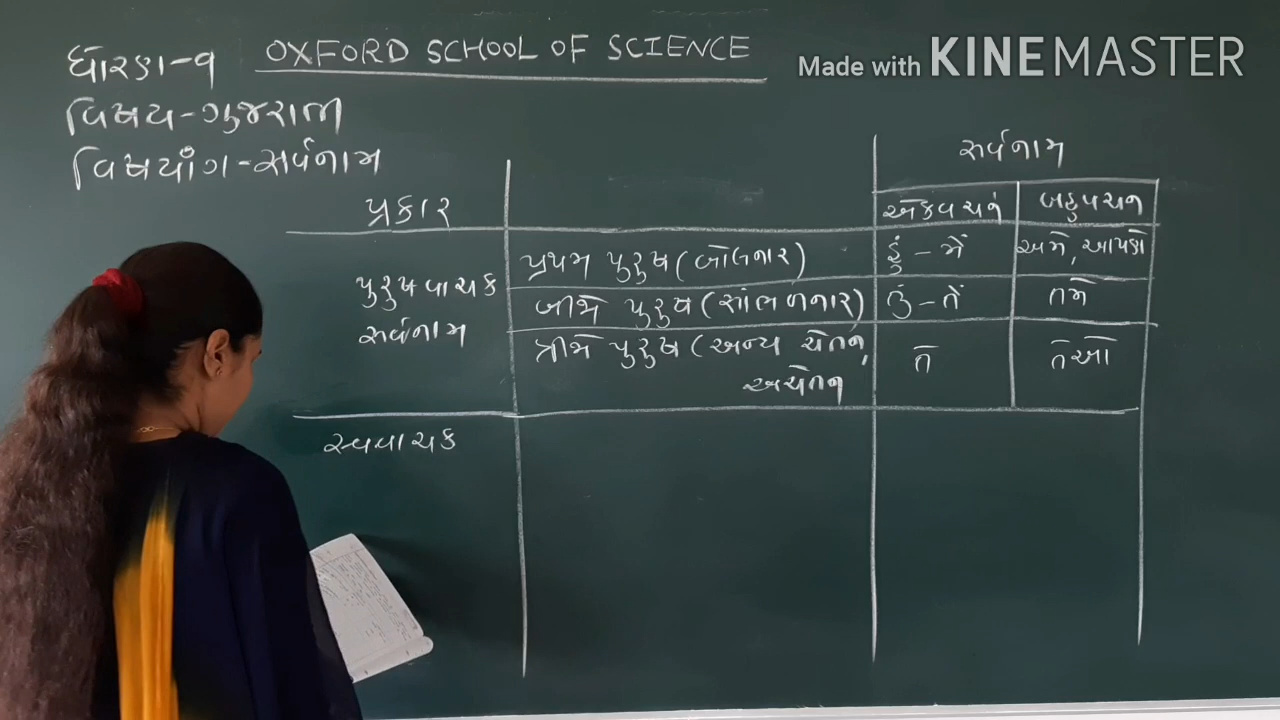 OXFORD SCHOOL OF SCIENCE
Made with KINEMASTER
ધોરણ-૧
વિષય-ગુજરાતી
વિષયાંગ-સર્વનામ
સર્વનામ
પ્રકાર
એકવચન
બહુવચન
પુરુષવાચક
સર્વનામ
પ્રથમ પુરુષ (બોલનાર)
હું - મેં
અમે, આપણે
બીજો પુરુષ (સાંભળનાર)
તું - તેં
તમે
ત્રીજો પુરુષ (અન્ય ચેતન,
અચેતન
તે
તેઓ
સ્વવાચક